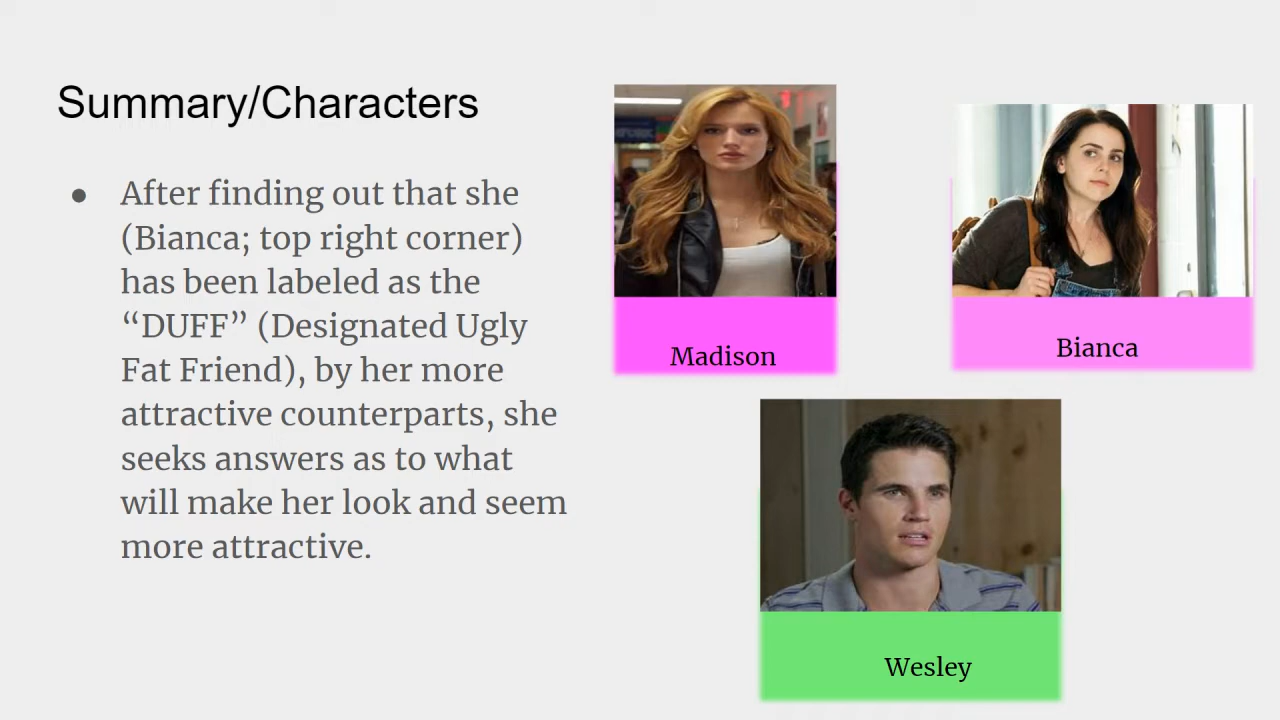 Summary/Characters
● After finding out that she
(Bianca; top right corner)
has been labeled as the
“DUFF” (Designated Ugly
Fat Friend), by her more
attractive counterparts, she
seeks answers as to what
will make her look and seem
more attractive.
Madison
Bianca
Wesley